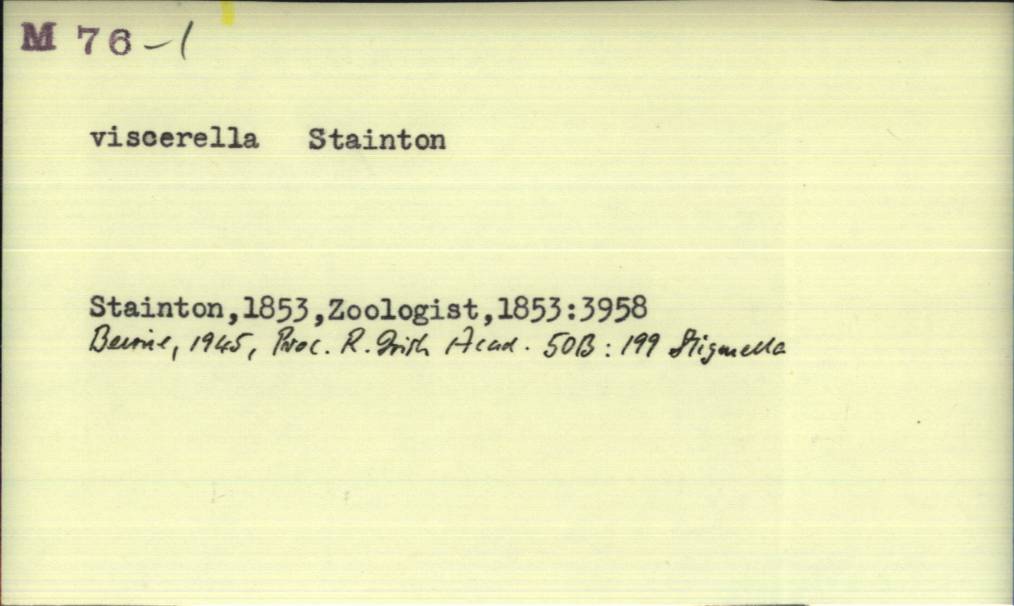 M 76-1
viscerella Stainton
Stainton,1853,Zoologist,1853:3958
Beirne, 1945, Proc. R. Irish Acad. 50B: 199 Stigmella